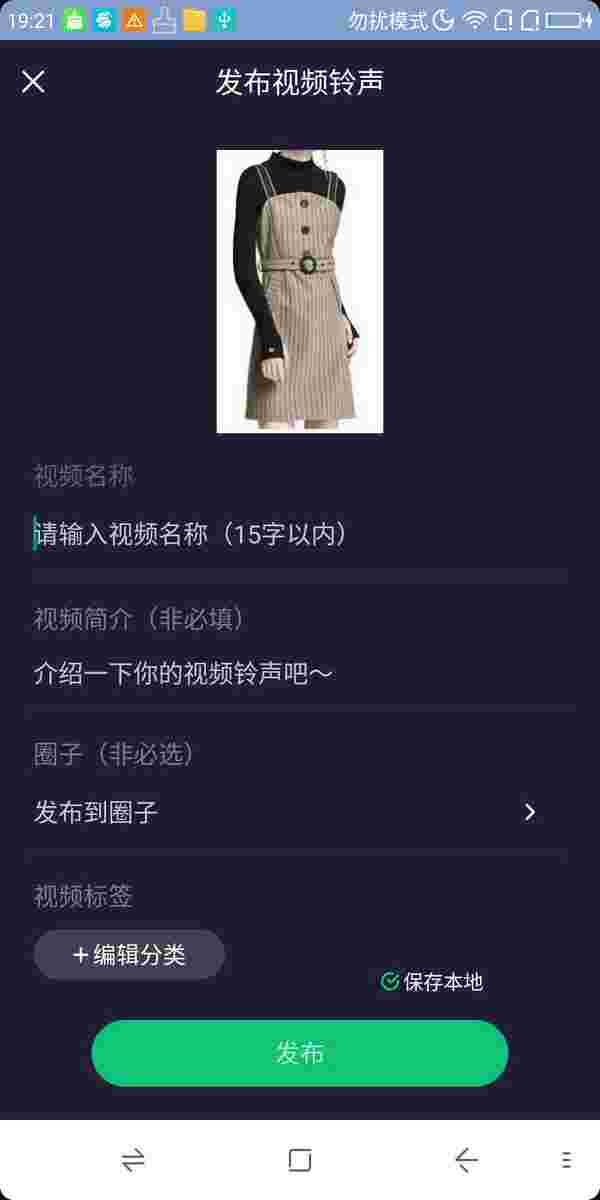 19:21
勿扰模式
发布视频铃声
视频名称
请输入视频名称（15字以内）
视频简介（非必填）
介绍一下你的视频铃声吧～
圈子（非必选）
发布到圈子
视频标签
+编辑分类
保存本地
发布